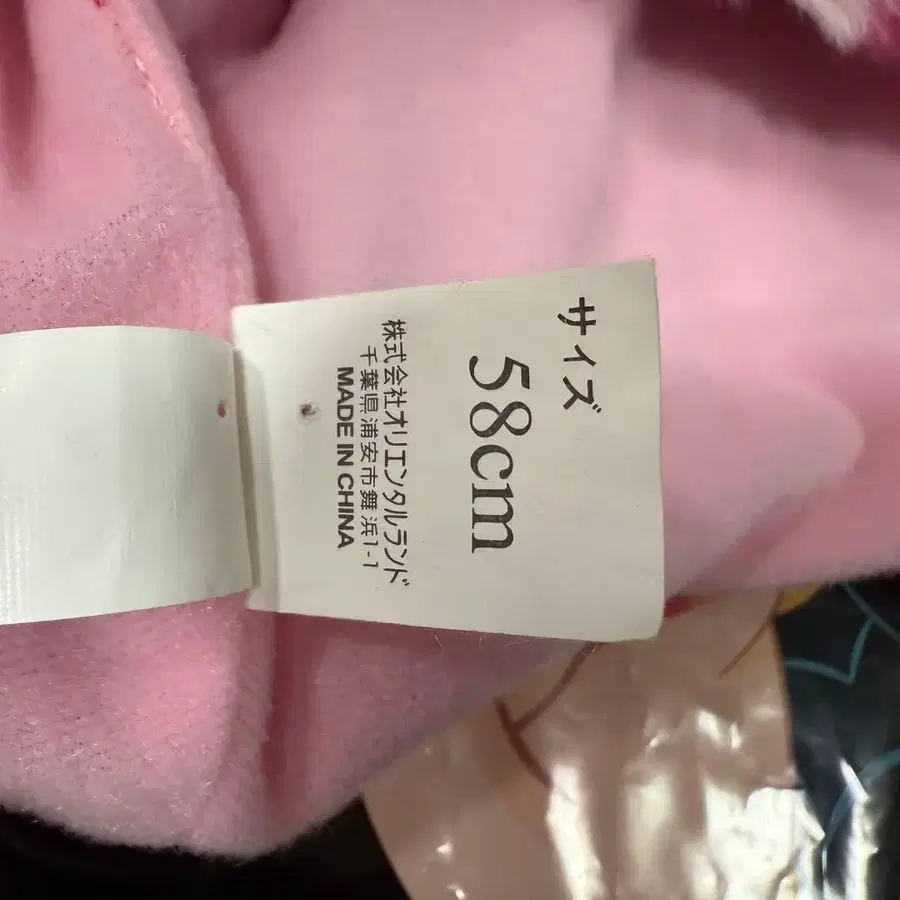 サイズ
58cm
株式会社オリエンタルランド
千葉県浦安市舞浜1-1
MADE IN CHINA